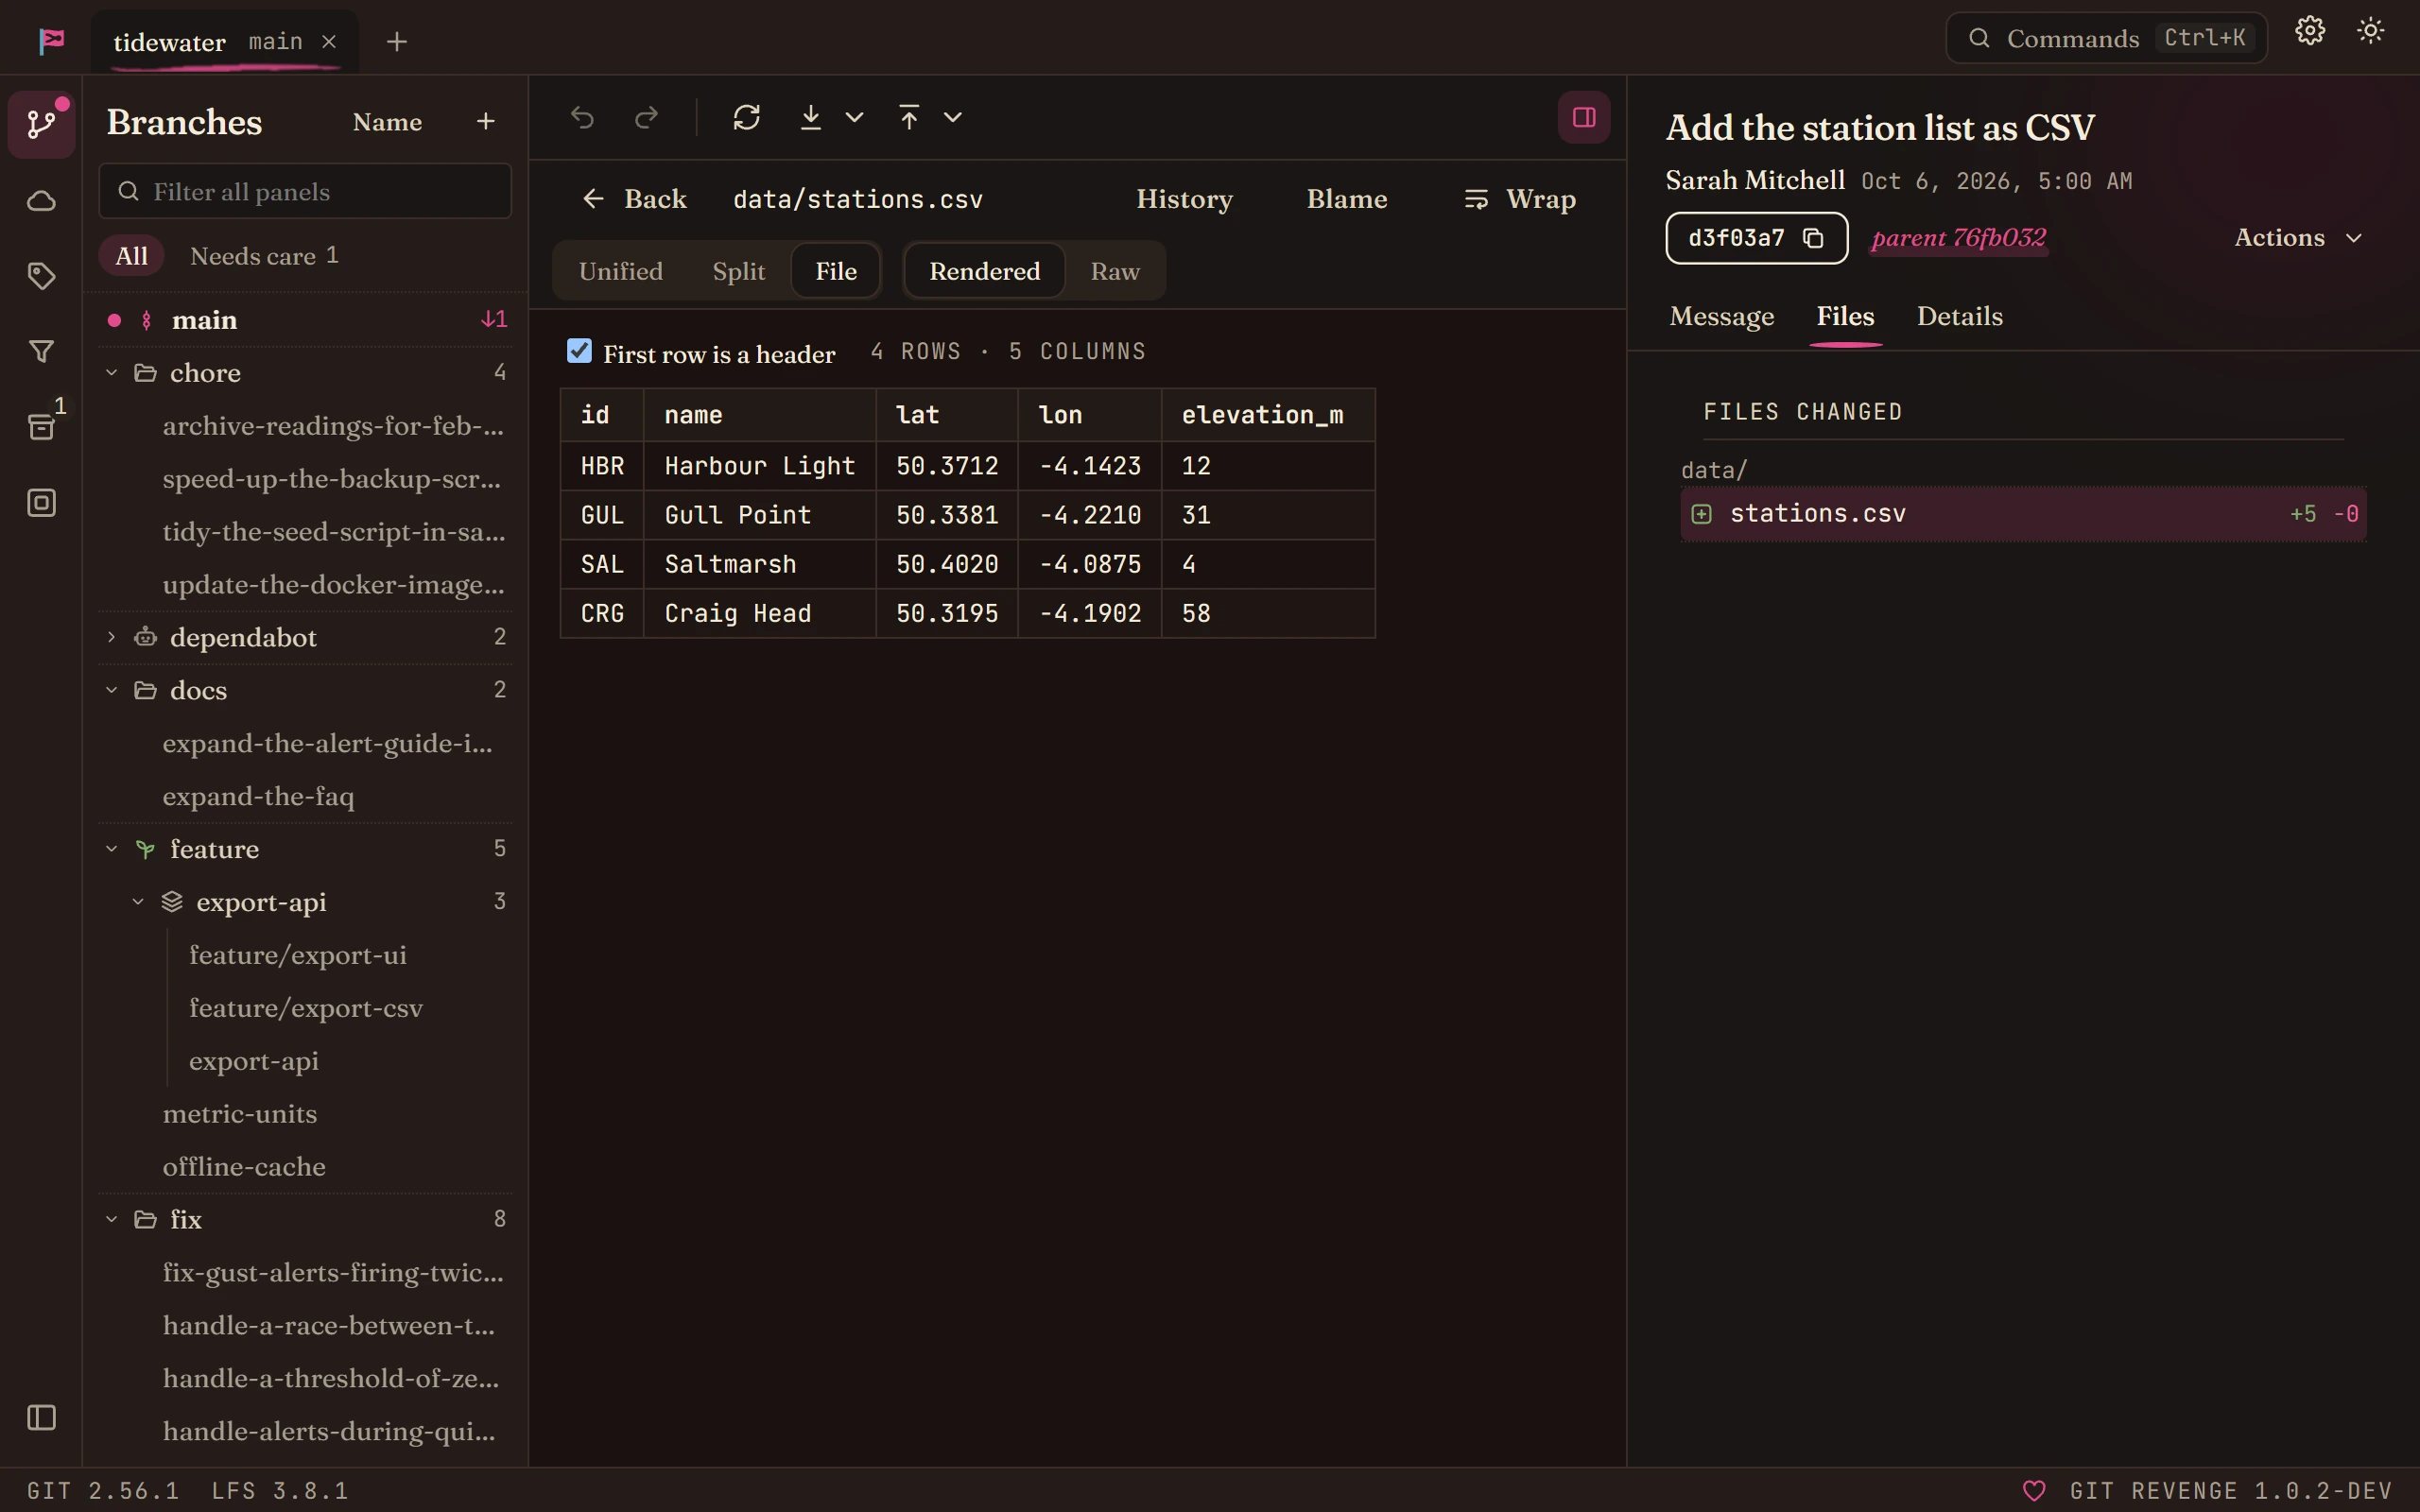 tidewater main
Commands Ctrl+K
Branches Name
Filter all panels
All Needs care 1
main ↓1
chore 4
archive-readings-for-feb-...
speed-up-the-backup-scr...
tidy-the-seed-script-in-sa...
update-the-docker-image...
dependabot 2
docs 2
expand-the-alert-guide-i...
expand-the-faq
feature 5
export-api 3
feature/export-ui
feature/export-csv
export-api
metric-units
offline-cache
fix 8
fix-gust-alerts-firing-twic...
handle-a-race-between-t...
handle-a-threshold-of-ze...
handle-alerts-during-qui...
1
Back data/stations.csv History Blame Wrap
Unified Split File Rendered Raw
First row is a header 4 ROWS · 5 COLUMNS
id name lat lon elevation_m
HBR Harbour Light 50.3712 -4.1423 12
GUL Gull Point 50.3381 -4.2210 31
SAL Saltmarsh 50.4020 -4.0875 4
CRG Craig Head 50.3195 -4.1902 58
Add the station list as CSV
Sarah Mitchell Oct 6, 2026, 5:00 AM
d3f03a7 parent 76fb032 Actions
Message Files Details
FILES CHANGED
data/
stations.csv +5 -0
GIT 2.56.1 LFS 3.8.1
GIT REVENGE 1.0.2-DEV